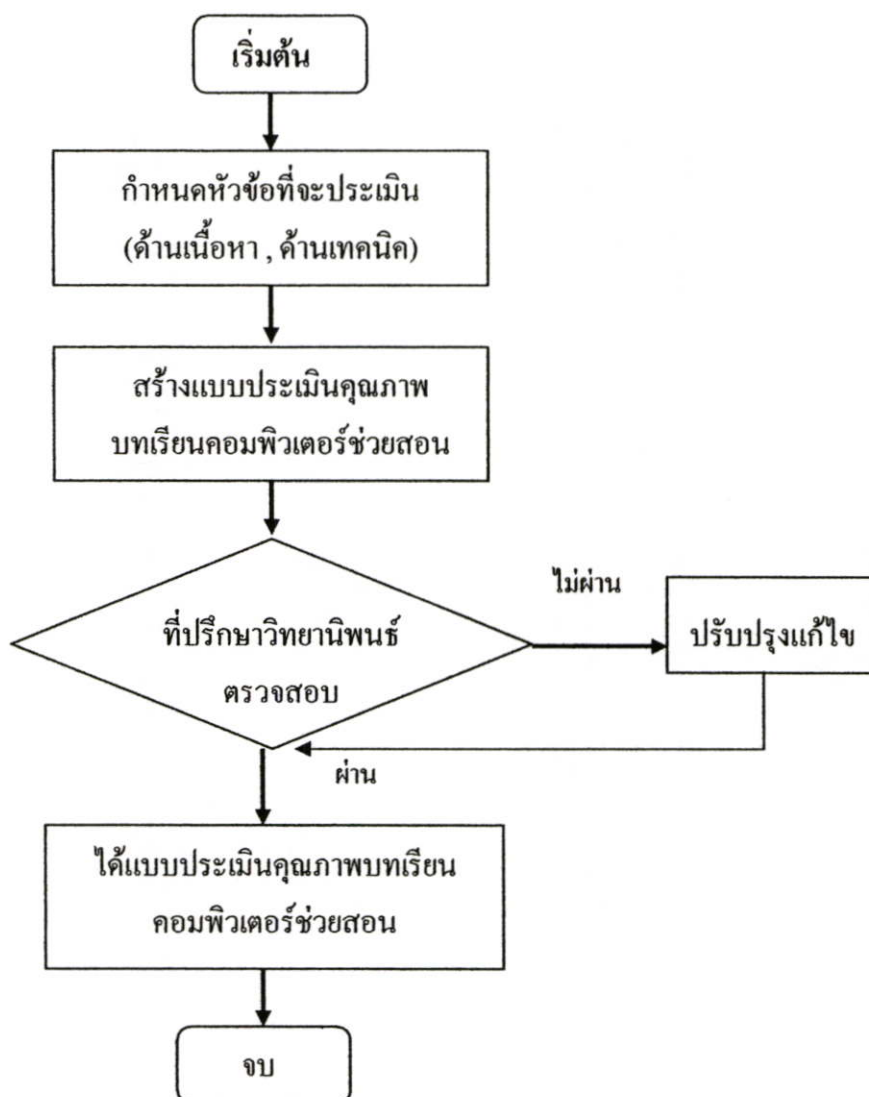 เริ่มต้น
กำหนดหัวข้อที่จะประเมิน
(ด้านเนื้อหา , ด้านเทคนิค)
สร้างแบบประเมินคุณภาพ
บทเรียนคอมพิวเตอร์ช่วยสอน
ที่ปรึกษาวิทยานิพนธ์
ตรวจสอบ
ไม่ผ่าน
ปรับปรุงแก้ไข
ผ่าน
ได้แบบประเมินคุณภาพบทเรียน
คอมพิวเตอร์ช่วยสอน
จบ